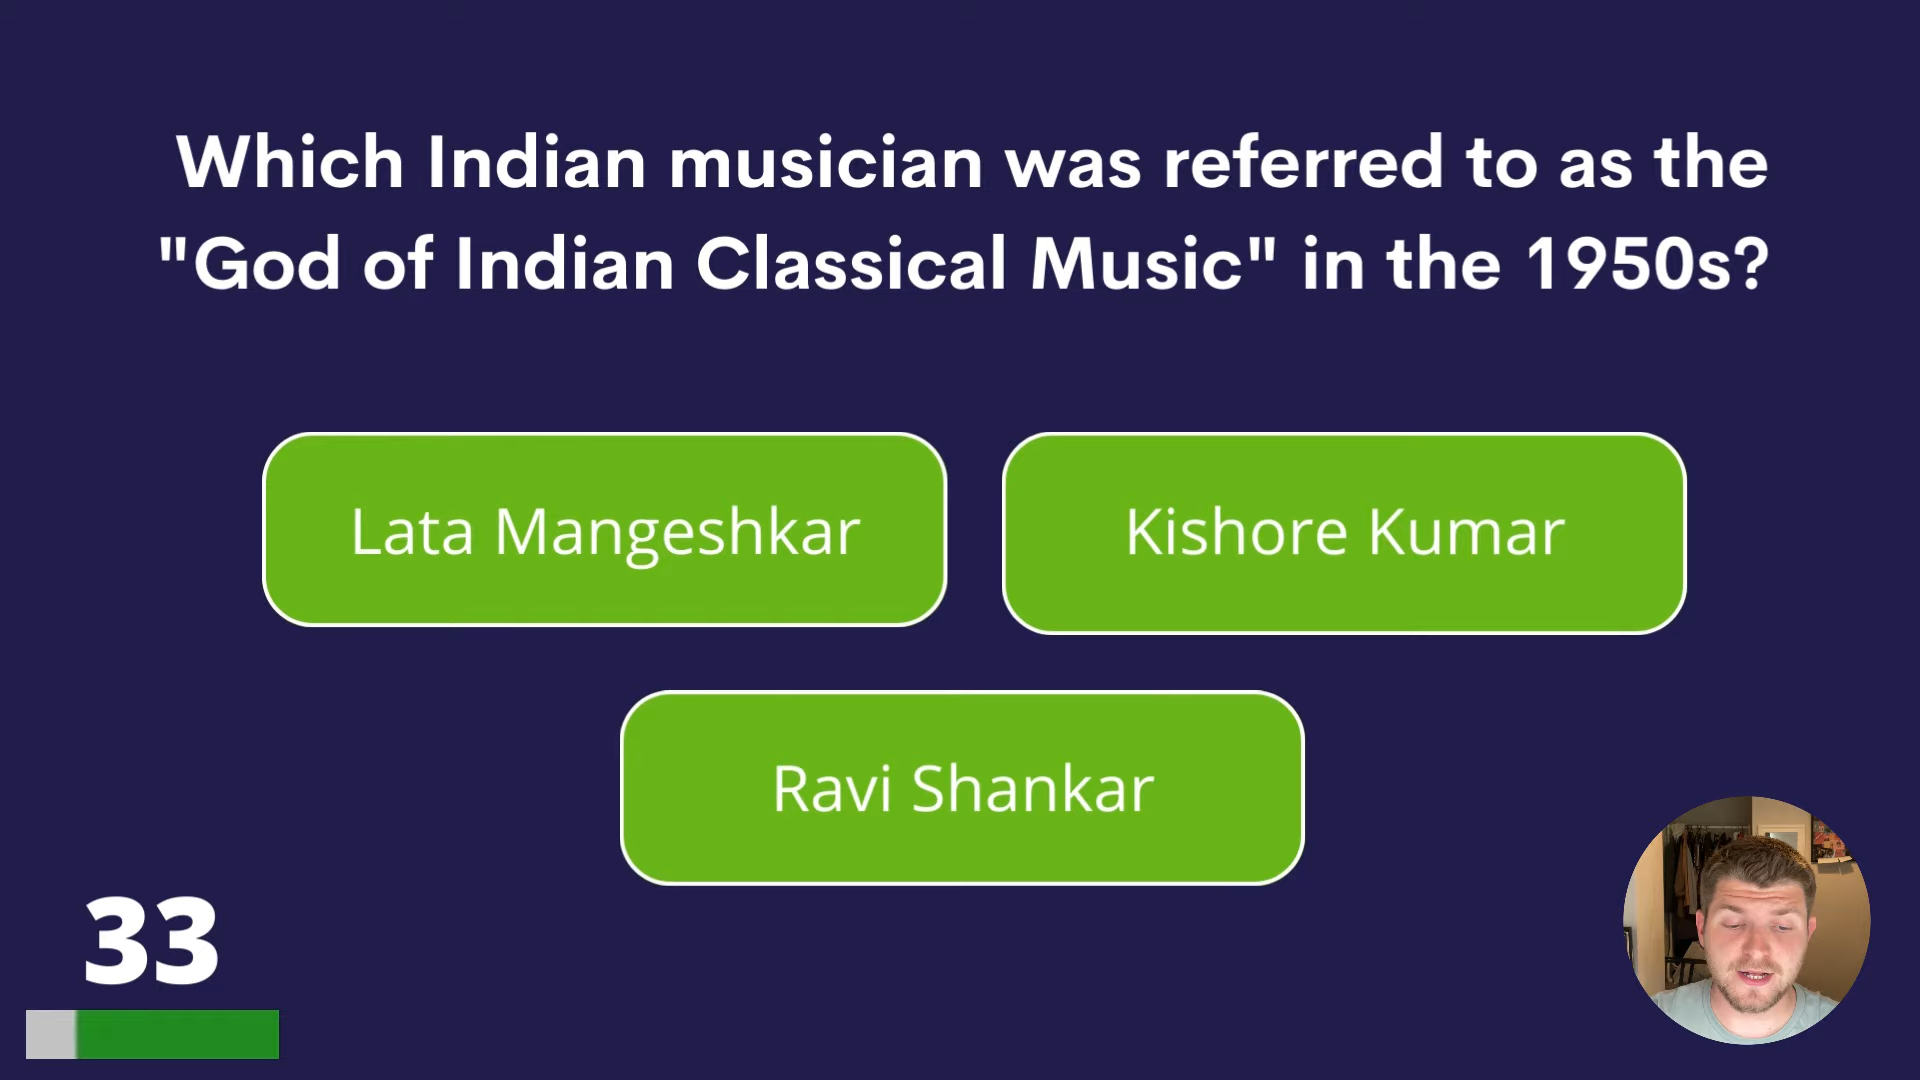 Which Indian musician was referred to as the
"God of Indian Classical Music" in the 1950s?
Lata Mangeshkar
Kishore Kumar
Ravi Shankar
33